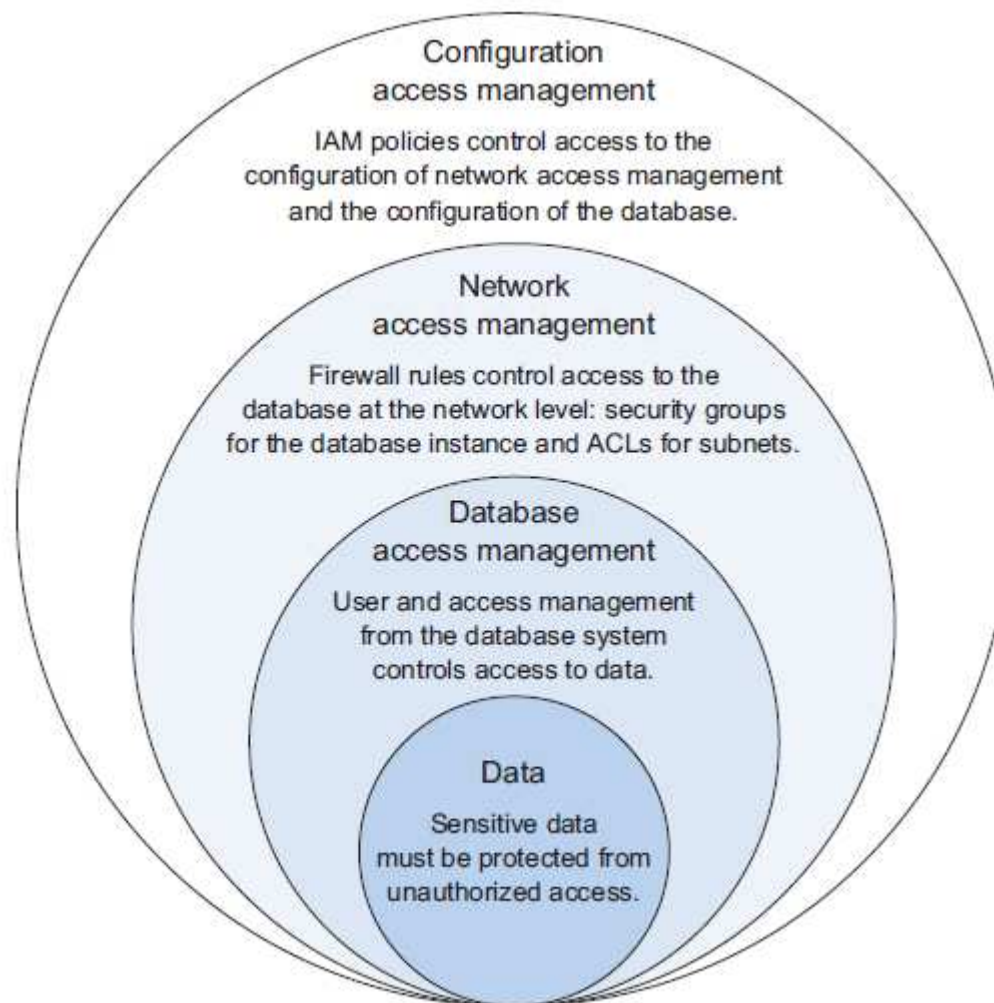 Configuration
access management
IAM policies control access to the
configuration of network access management
and the configuration of the database.
Network
access management
Firewall rules control access to the
database at the network level: security groups
for the database instance and ACLs for subnets.
Database
access management
User and access management
from the database system
controls access to data.
Data
Sensitive data
must be protected from
unauthorized access.